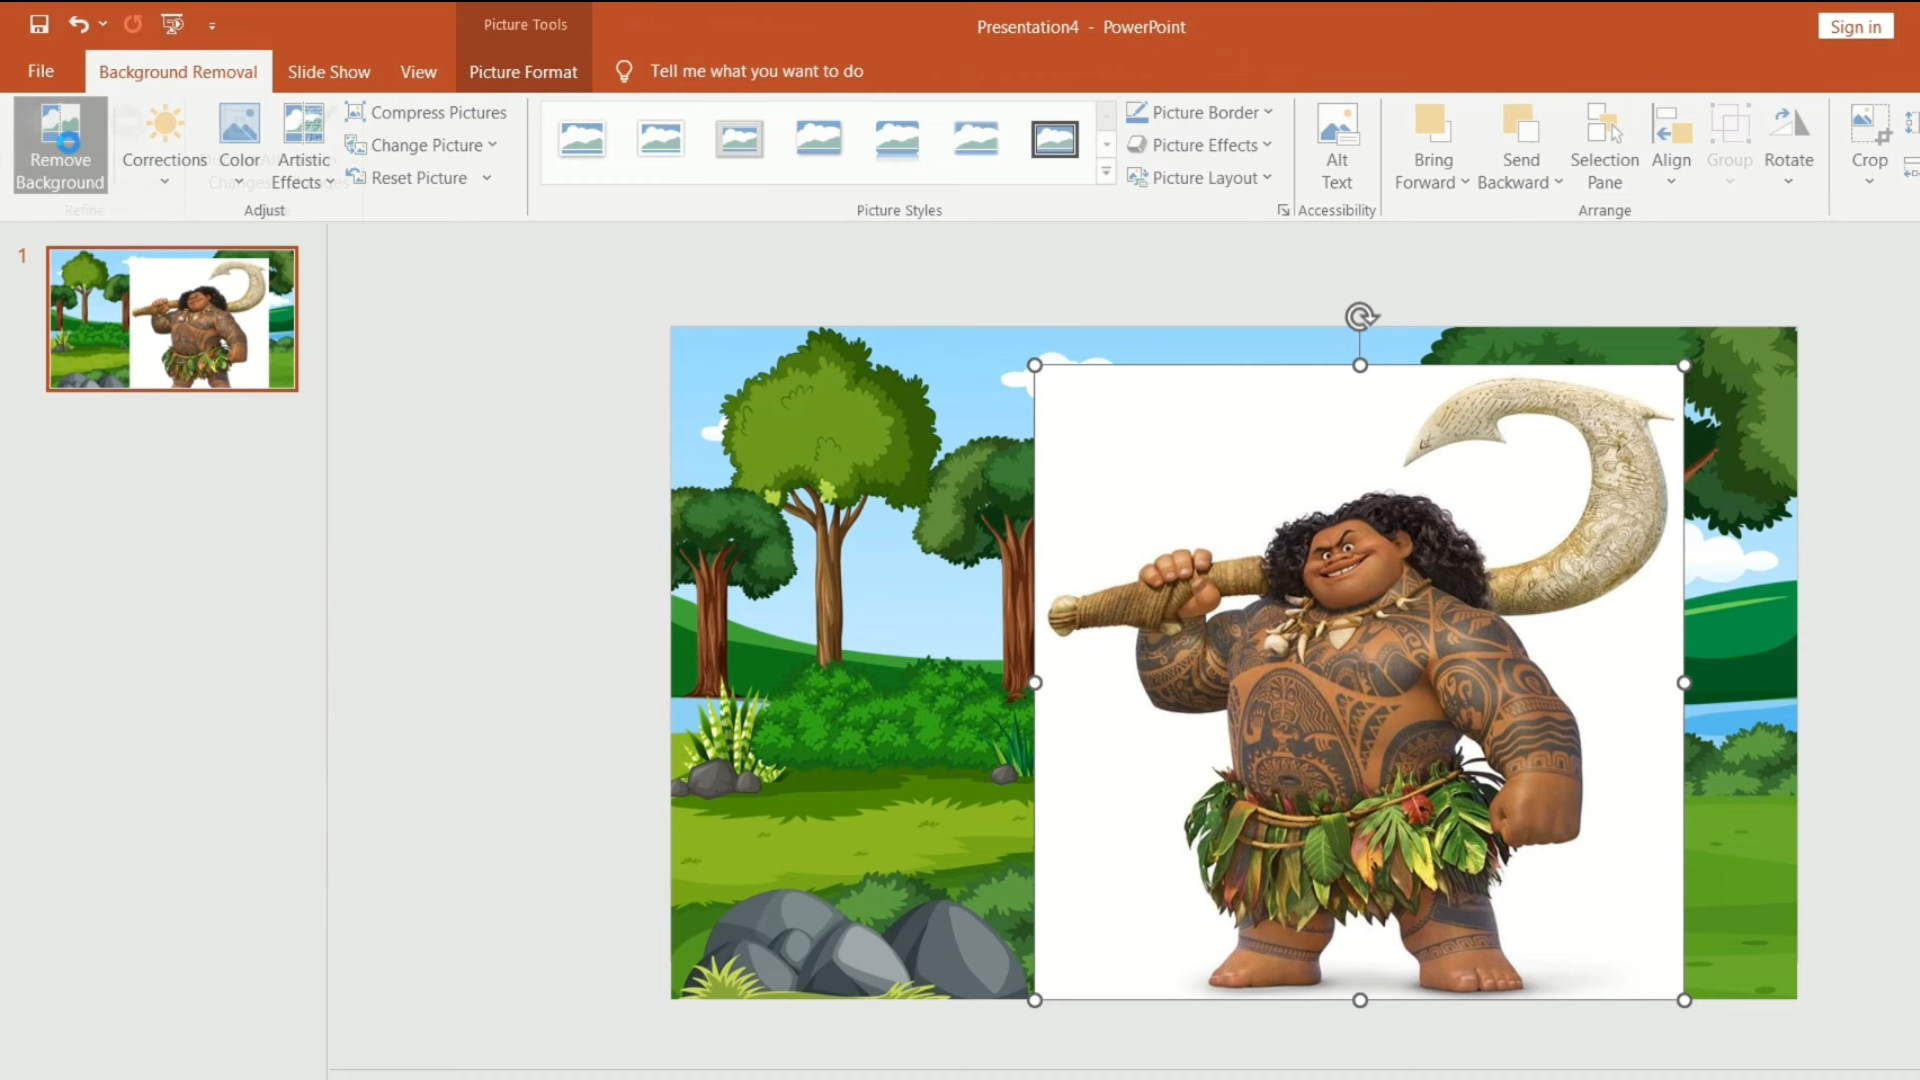 Picture Tools
Presentation4 - PowerPoint
Sign in
File
Background Removal
Slide Show
View
Picture Format
Tell me what you want to do
Remove
Background
Corrections
Color
Artistic
Effects
Compress Pictures
Change Picture
Reset Picture
Picture Border
Picture Effects
Picture Layout
Alt
Text
Bring
Forward
Send
Backward
Selection
Pane
Align
Group
Rotate
Crop
Refine
Adjust
Picture Styles
Accessibility
Arrange
1